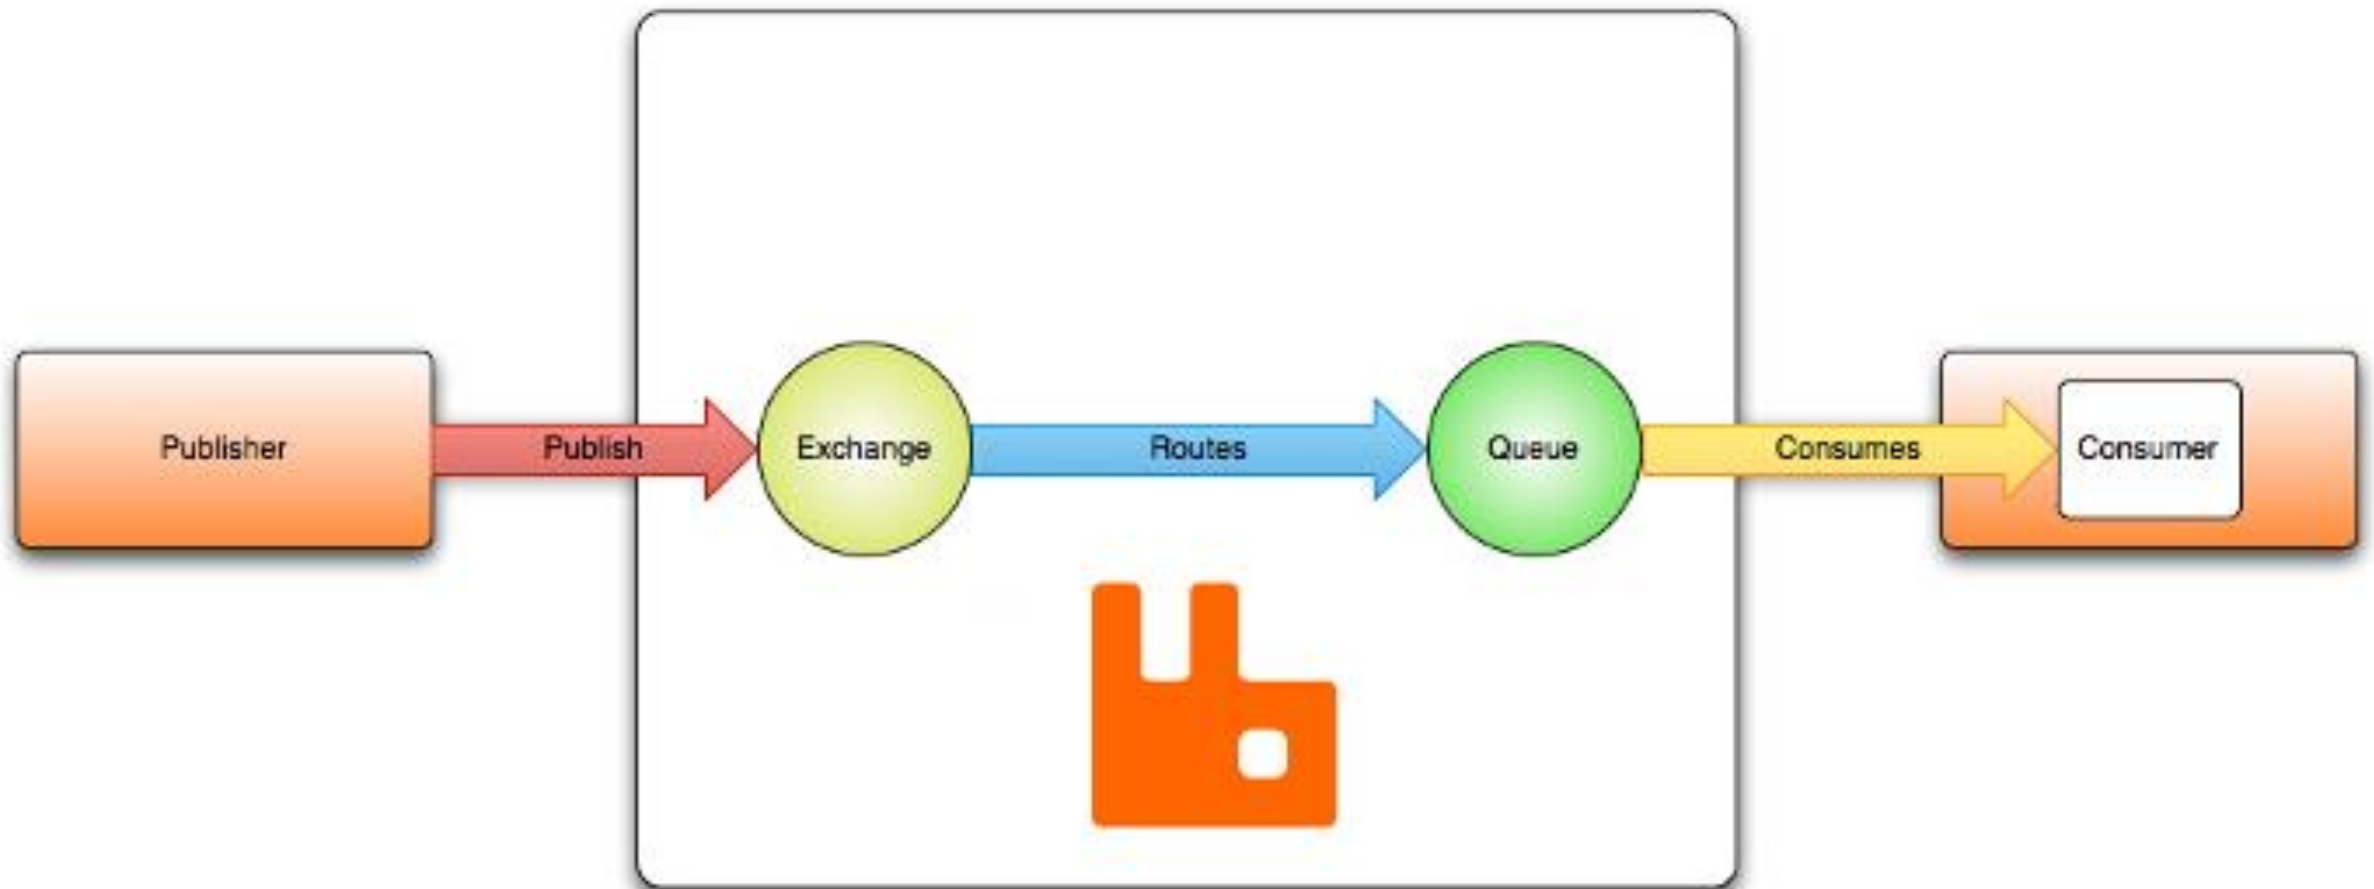 Publisher
Publish
Exchange
Routes
Queue
Consumes
Consumer